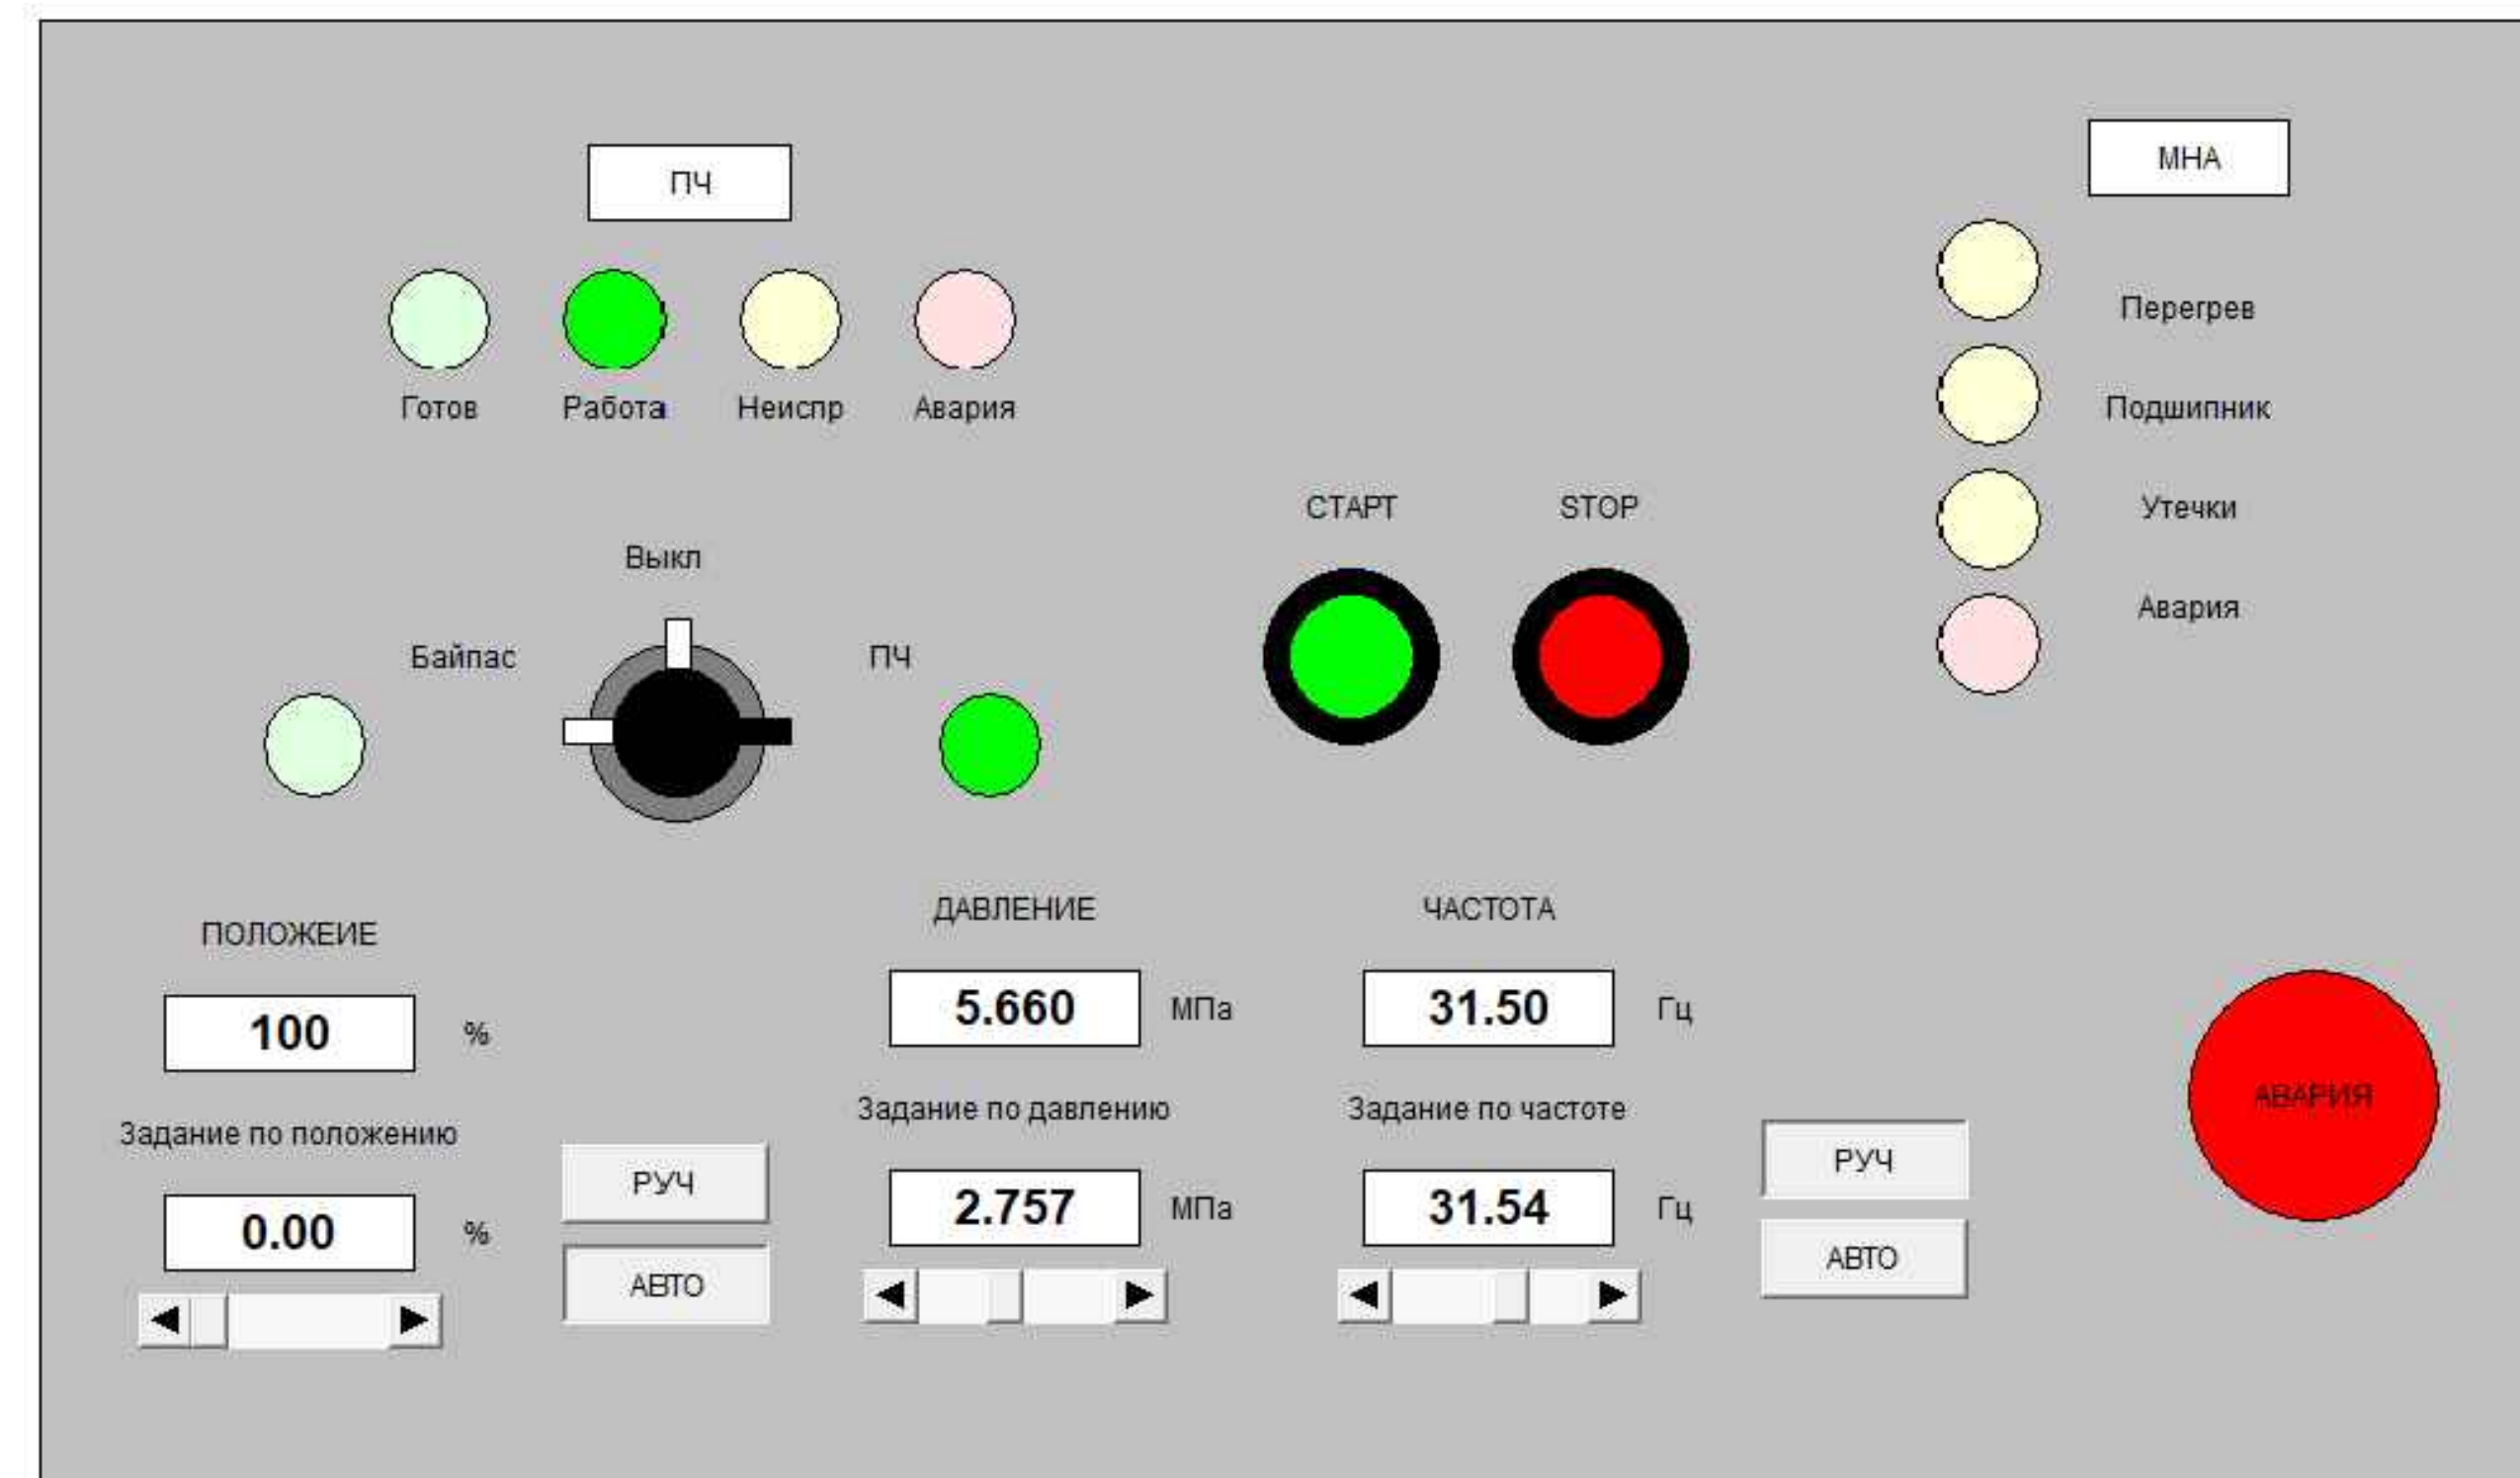 ПЧ
МНА
Готов
Работа
Неиспр
Авария
Перегрев
Подшипник
Утечки
Авария
СТАРТ
STOP
Выкл
Байпас
ПЧ
ПОЛОЖЕИЕ
100 %
Задание по положению
0.00 %
РУЧ
АВТО
ДАВЛЕНИЕ
5.660 МПа
Задание по давлению
2.757 МПа
ЧАСТОТА
31.50 Гц
Задание по частоте
31.54 Гц
РУЧ
АВТО
АВАРИЯ